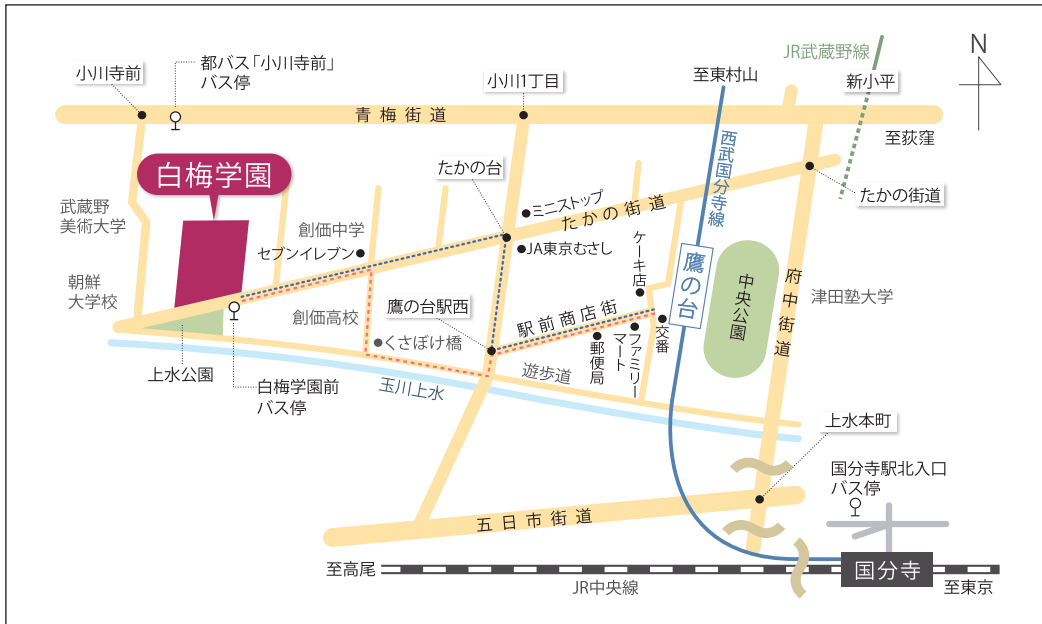 小川寺前
都バス「小川寺前」
バス停
小川1丁目
至東村山
JR武蔵野線
新小平
N
青梅街道
至荻窪
白梅学園
武蔵野
美術大学
創価中学
セブンイレブン
たかの台
ミニストップ
たかの街道
JA東京むさし
西武国分寺線
たかの街道
ケーキ店
鷹の台
中央公園
府中街道
津田塾大学
朝鮮
大学校
創価高校
鷹の台駅西
駅前商店街
くさぼけ橋
郵便局
ファミリー
マート
交番
上水公園
白梅学園前
バス停
玉川上水
遊歩道
上水本町
国分寺駅北入口
バス停
五日市街道
至高尾
JR中央線
国分寺
至東京